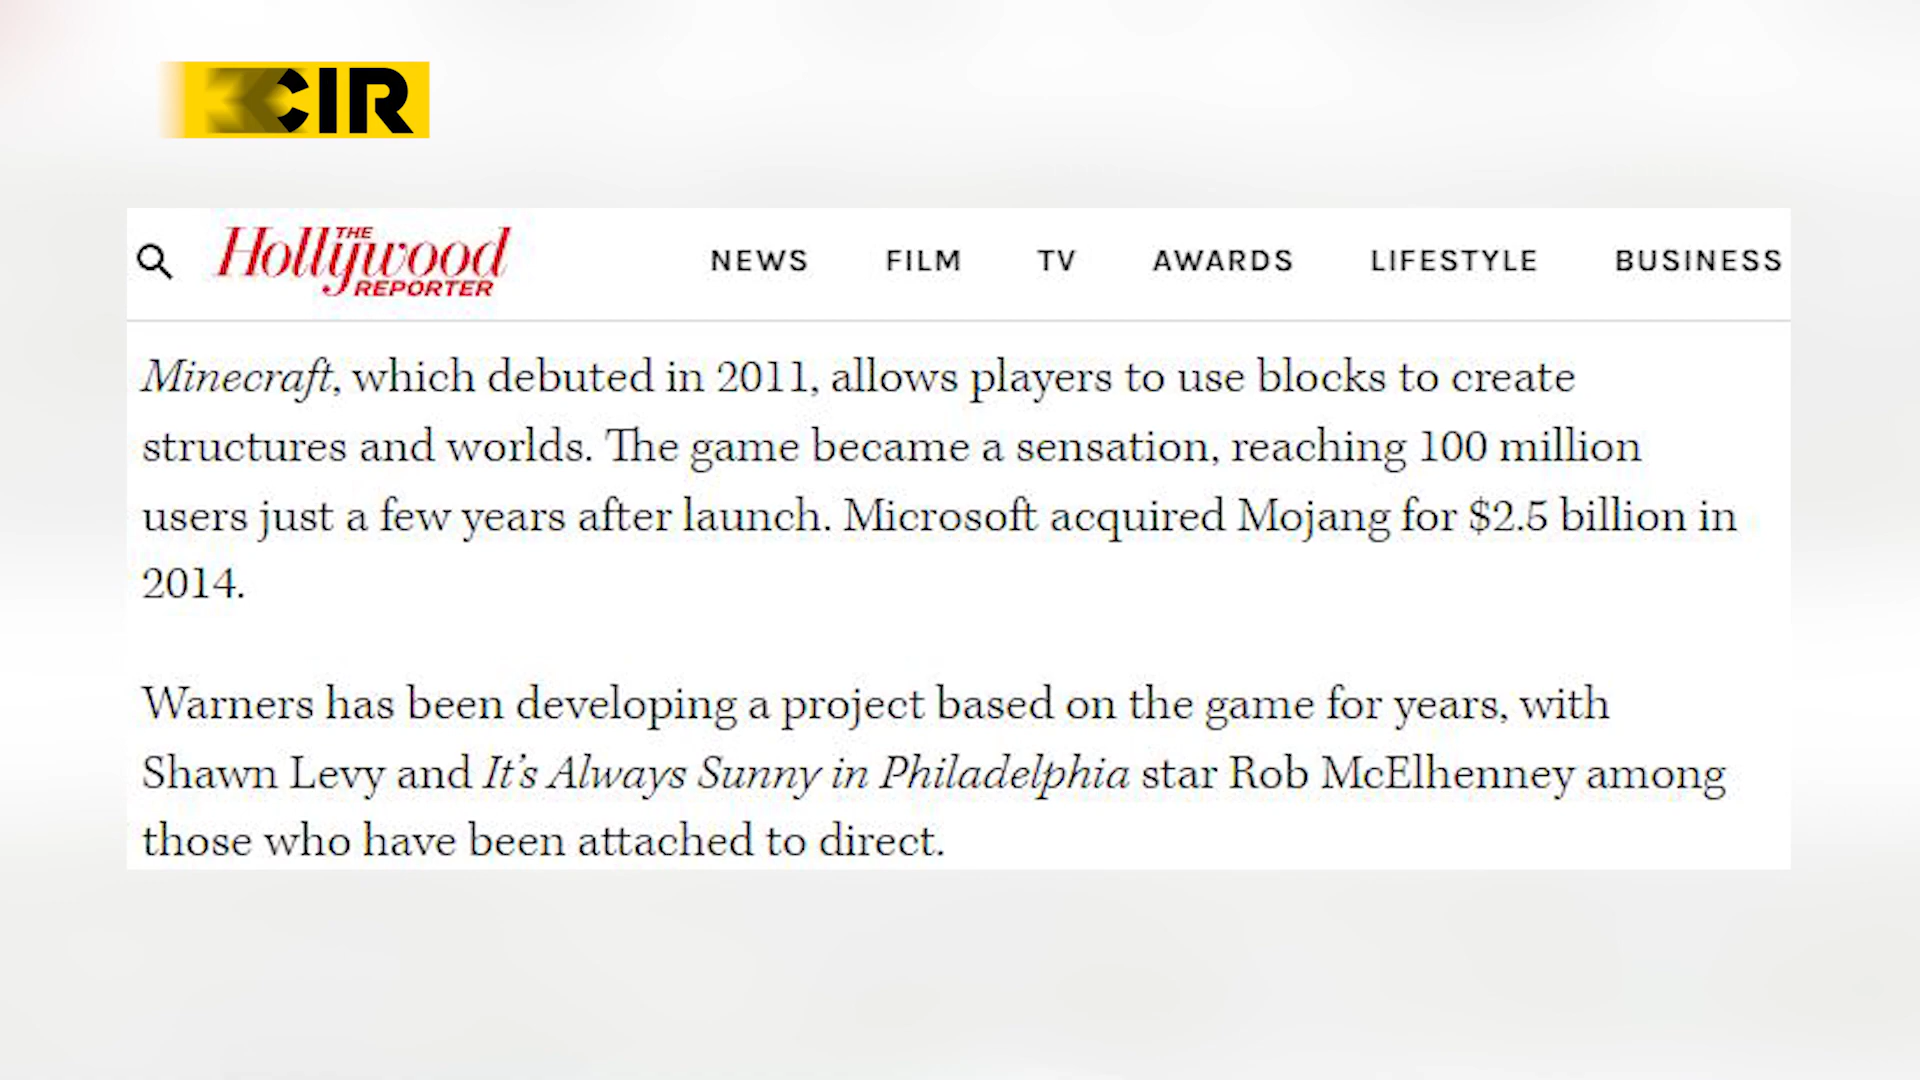 CIR
THE
Hollywood
REPORTER
NEWS FILM TV AWARDS LIFESTYLE BUSINESS
Minecraft, which debuted in 2011, allows players to use blocks to create
structures and worlds. The game became a sensation, reaching 100 million
users just a few years after launch. Microsoft acquired Mojang for $2.5 billion in
2014.
Warners has been developing a project based on the game for years, with
Shawn Levy and It’s Always Sunny in Philadelphia star Rob McElhenney among
those who have been attached to direct.